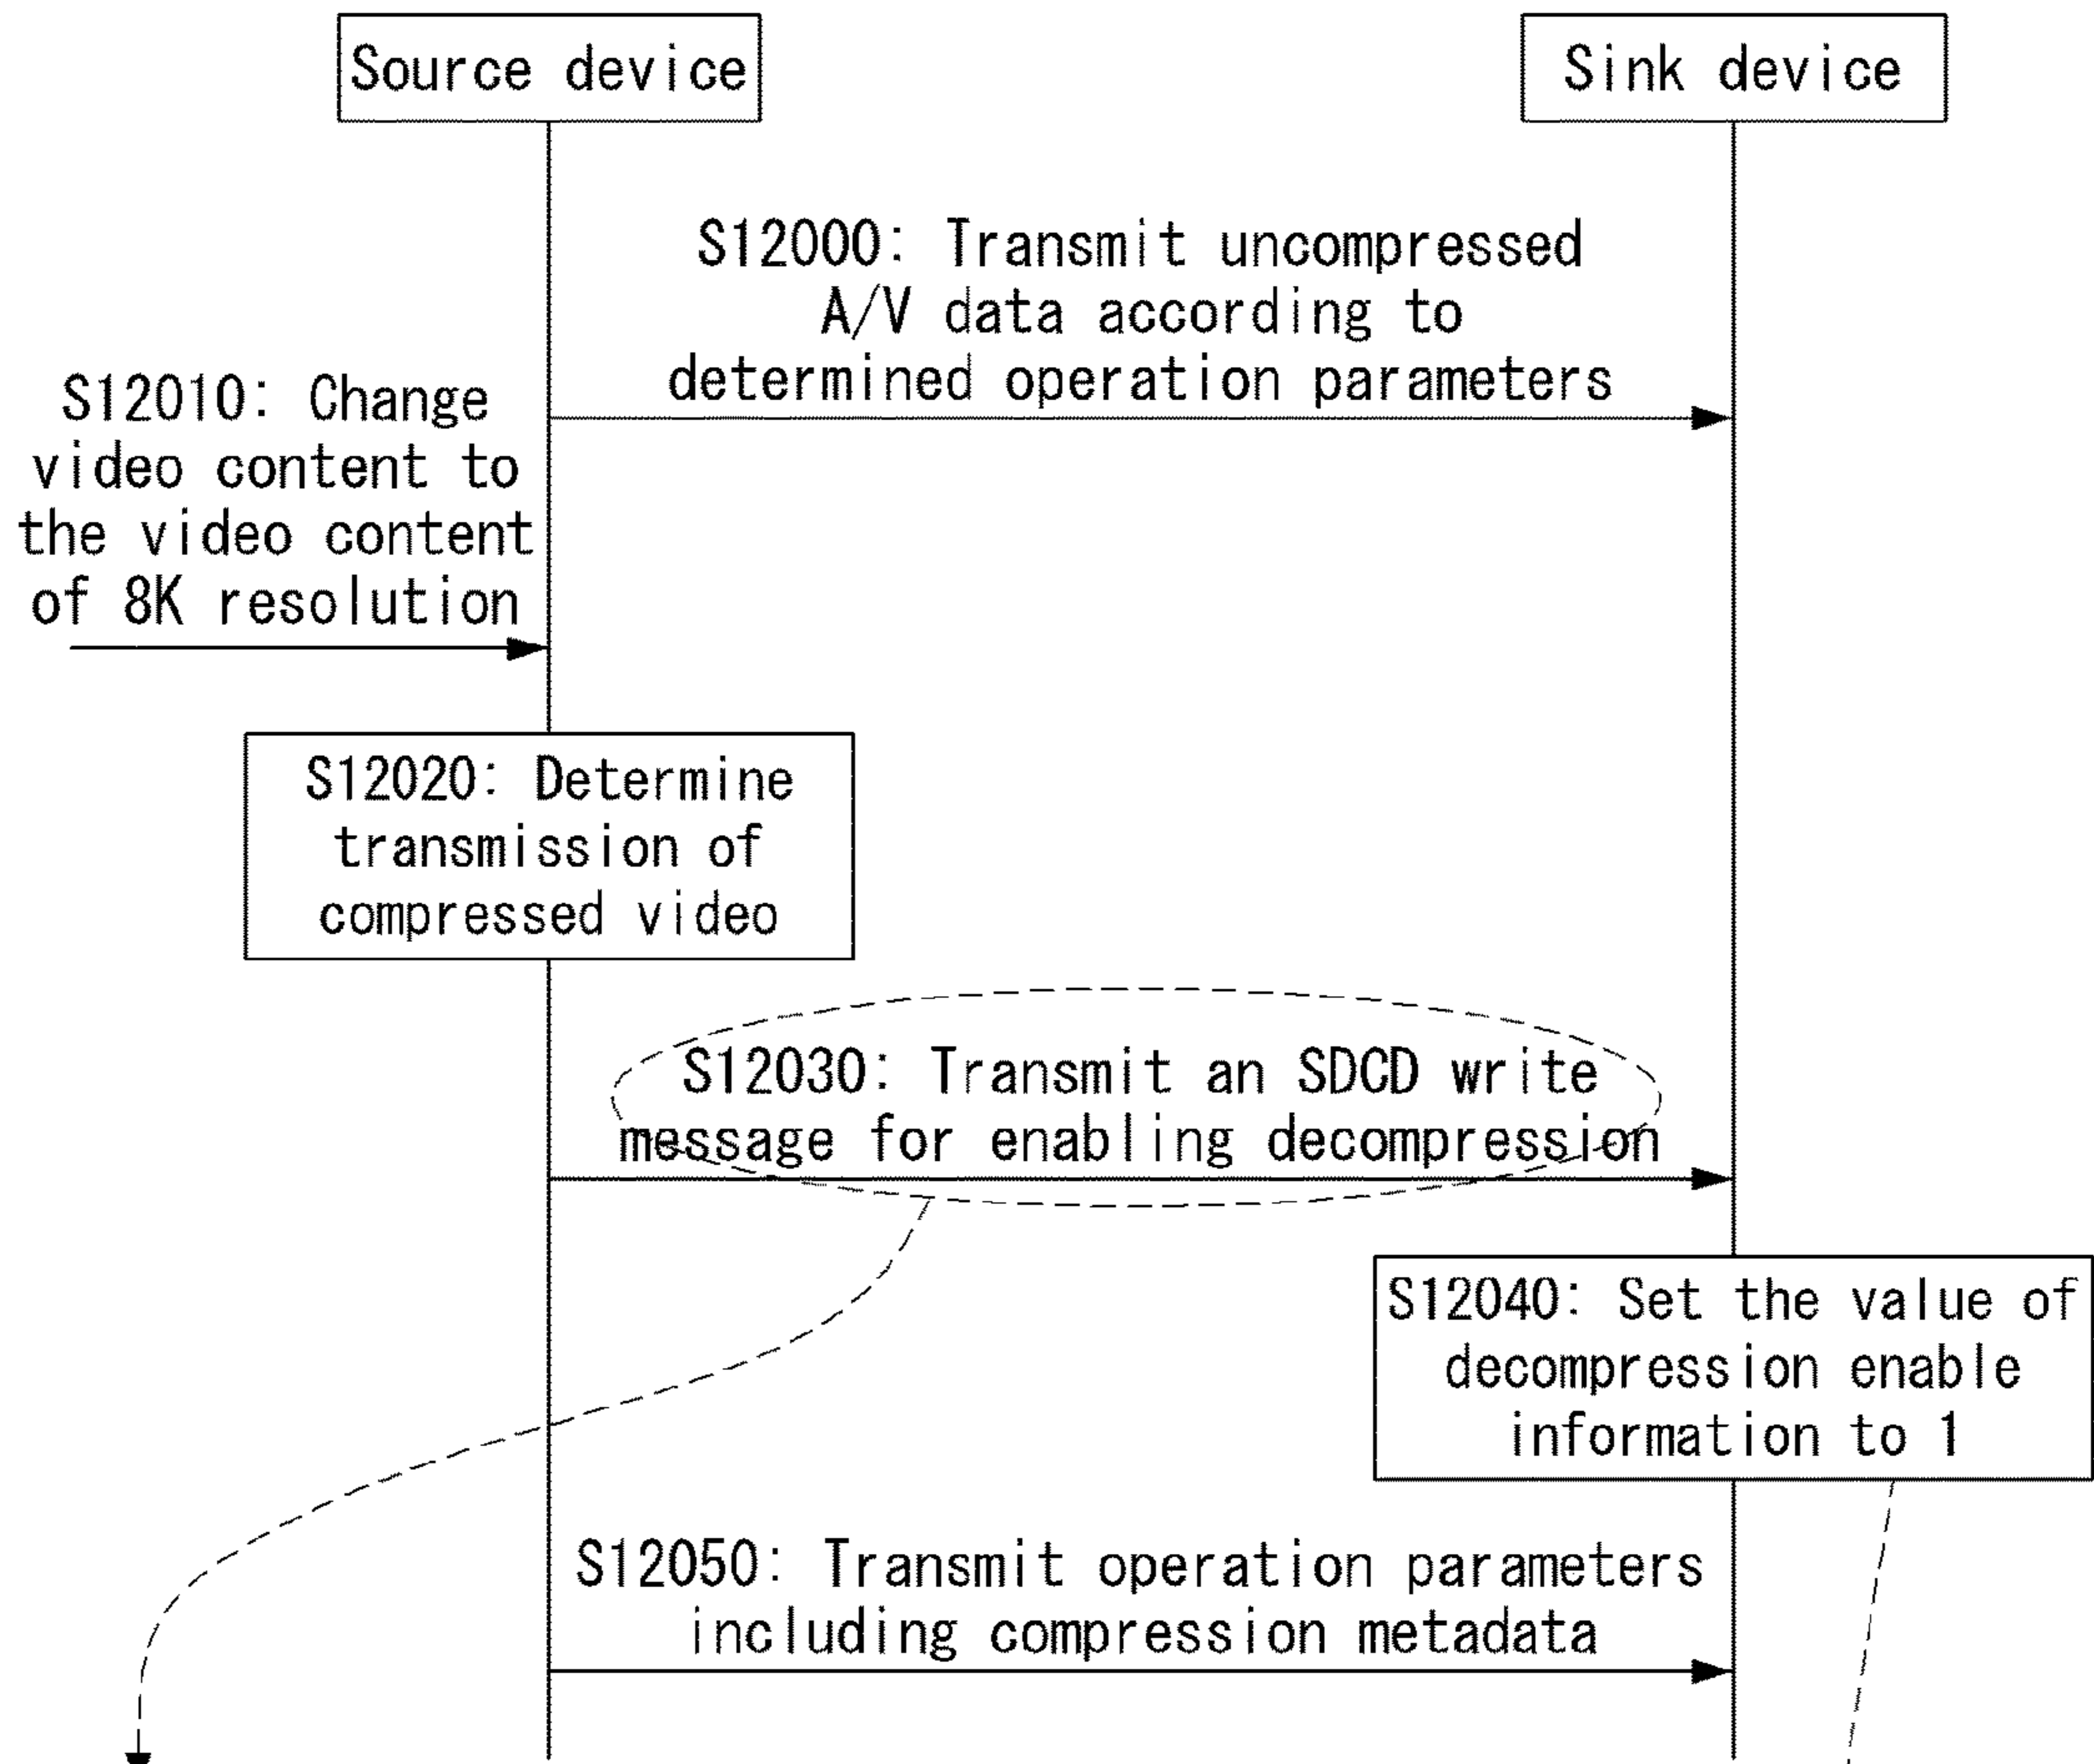 Source device
Sink device
S12000: Transmit uncompressed
A/V data according to
determined operation parameters
S12010: Change
video content to
the video content
of 8K resolution
S12020: Determine
transmission of
compressed video
S12030: Transmit an SDCD write
message for enabling decompression
S12040: Set the value of
decompression enable
information to 1
S12050: Transmit operation parameters
including compression metadata